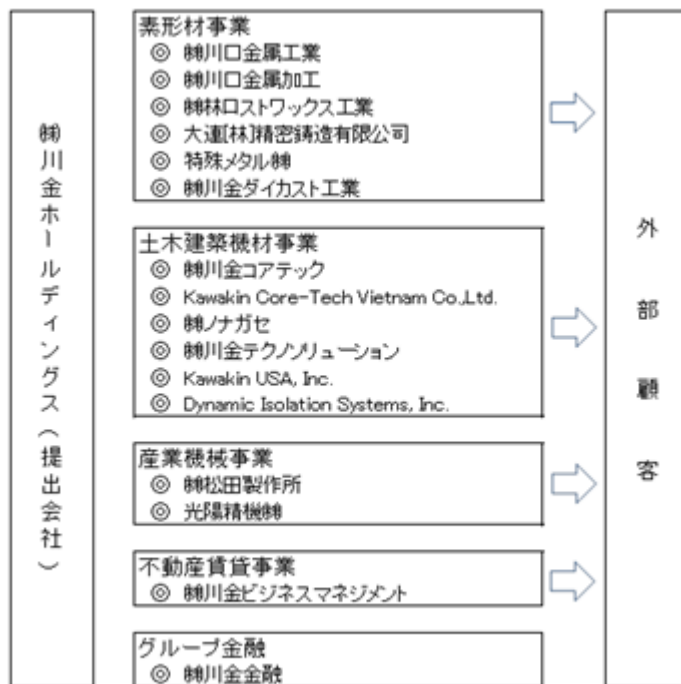 ㈱川金ホールディングス（提出会社）
素形材事業
◎ ㈱川口金属工業
◎ ㈱川口金属加工
◎ ㈱林ロストワックス工業
◎ 大連[林]精密鋳造有限公司
◎ 特殊メタル㈱
◎ ㈱川金ダイカスト工業
土木建築機材事業
◎ ㈱川金コアテック
◎ Kawakin Core-Tech Vietnam Co.,Ltd.
◎ ㈱ノナガセ
◎ ㈱川金テクノソリューション
◎ Kawakin USA, Inc.
◎ Dynamic Isolation Systems, Inc.
産業機械事業
◎ ㈱松田製作所
◎ 光陽精機㈱
不動産賃貸事業
◎ ㈱川金ビジネスマネジメント
グループ金融
◎ ㈱川金金融
外部顧客